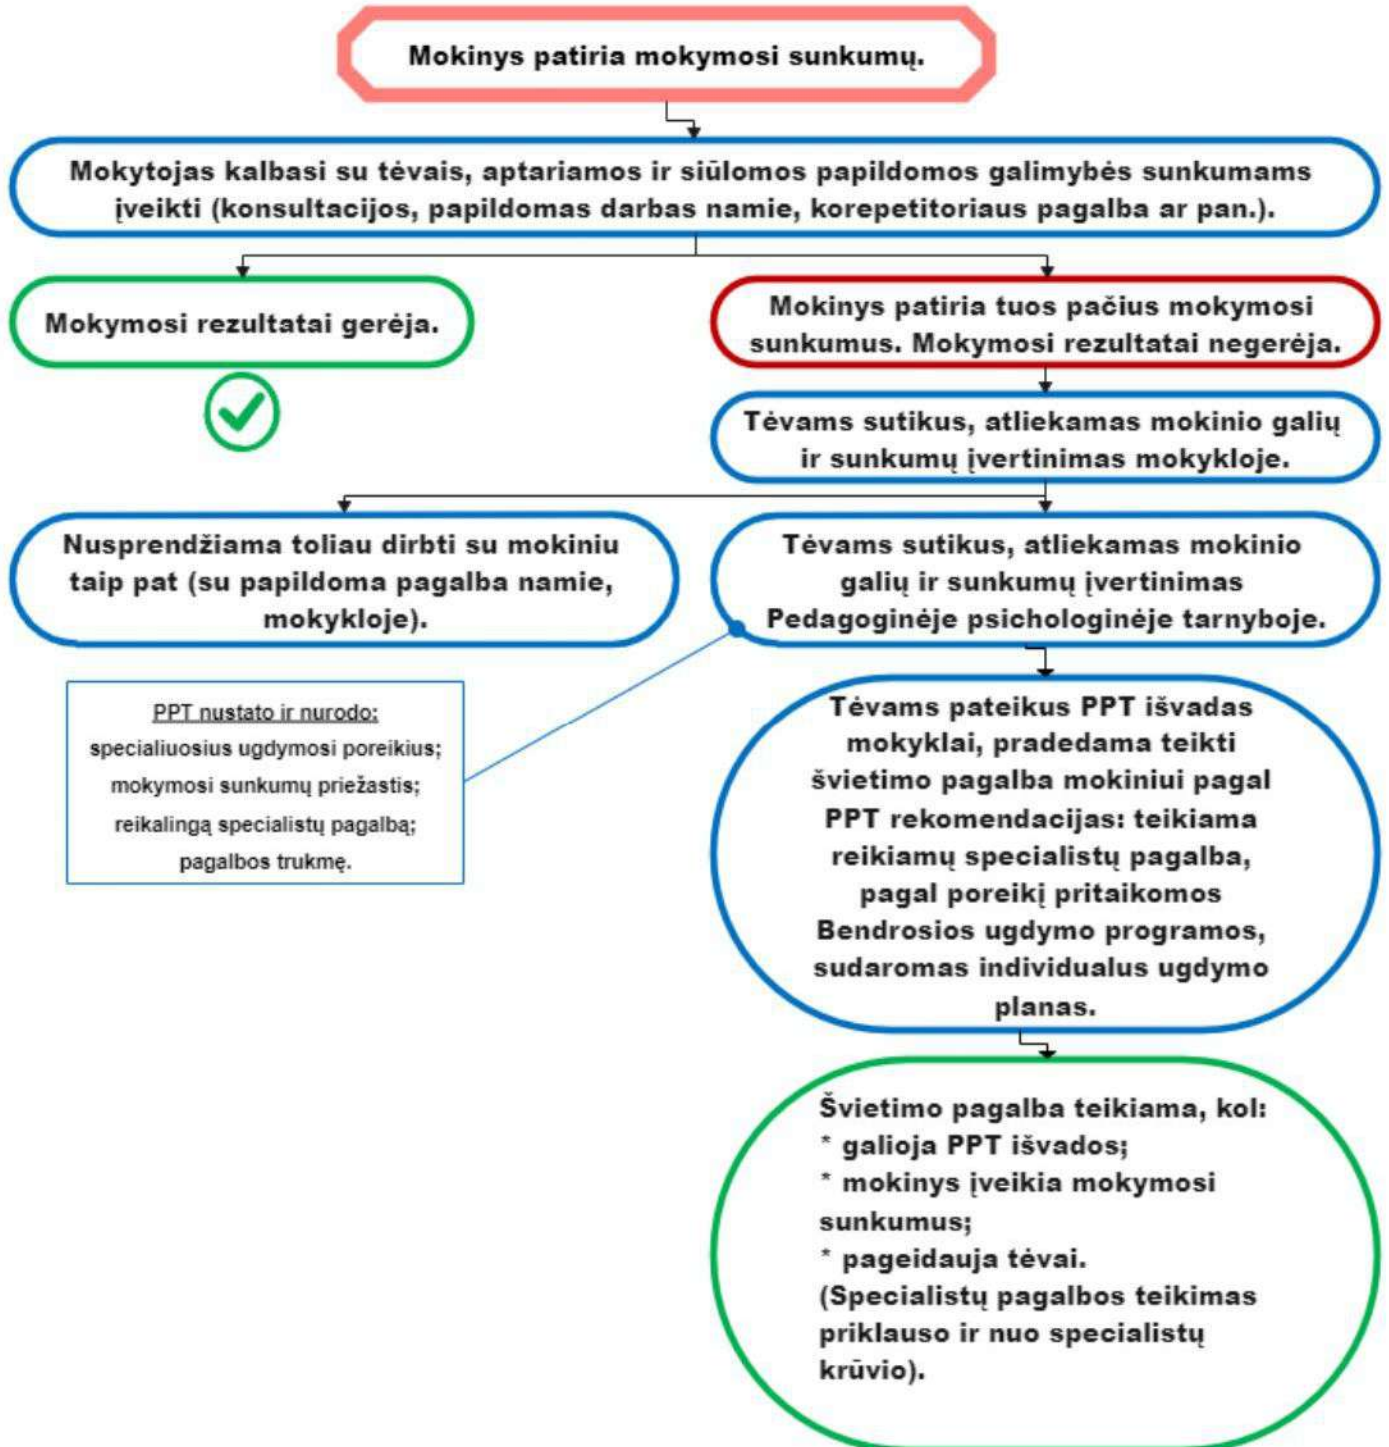 Mokinys patiria mokymosi sunkumų.
Mokytojas kalbasi su tėvais, aptariamos ir siūlomos papildomos galimybės sunkumams
įveikti (konsultacijos, papildomas darbas namie, korepetitoriaus pagalba ar pan.).
Mokymosi rezultatai gerėja.
Mokinys patiria tuos pačius mokymosi
sunkumus. Mokymosi rezultatai negerėja.
Tėvams sutikus, atliekamas mokinio galių
ir sunkumų įvertinimas mokykloje.
Nusprendžiama toliau dirbti su mokiniu
taip pat (su papildoma pagalba namie,
mokykloje).
Tėvams sutikus, atliekamas mokinio
galių ir sunkumų įvertinimas
Pedagoginėje psichologinėje tarnyboje.
PPT nustato ir nurodo:
specialiuosius ugdymosi poreikius;
mokymosi sunkumų priežastis;
reikalingą specialistų pagalbą;
pagalbos trukmę.
Tėvams pateikus PPT išvadas
mokyklai, pradedama teikti
švietimo pagalba mokiniui pagal
PPT rekomendacijas: teikiama
reikiamų specialistų pagalba,
pagal poreikį pritaikomos
Bendrosios ugdymo programos,
sudaromas individualus ugdymo
planas.
Švietimo pagalba teikiama, kol:
* galioja PPT išvados;
* mokinys įveikia mokymosi
sunkumus;
* pageidauja tėvai.
(Specialistų pagalbos teikimas
priklauso ir nuo specialistų
krūvio).